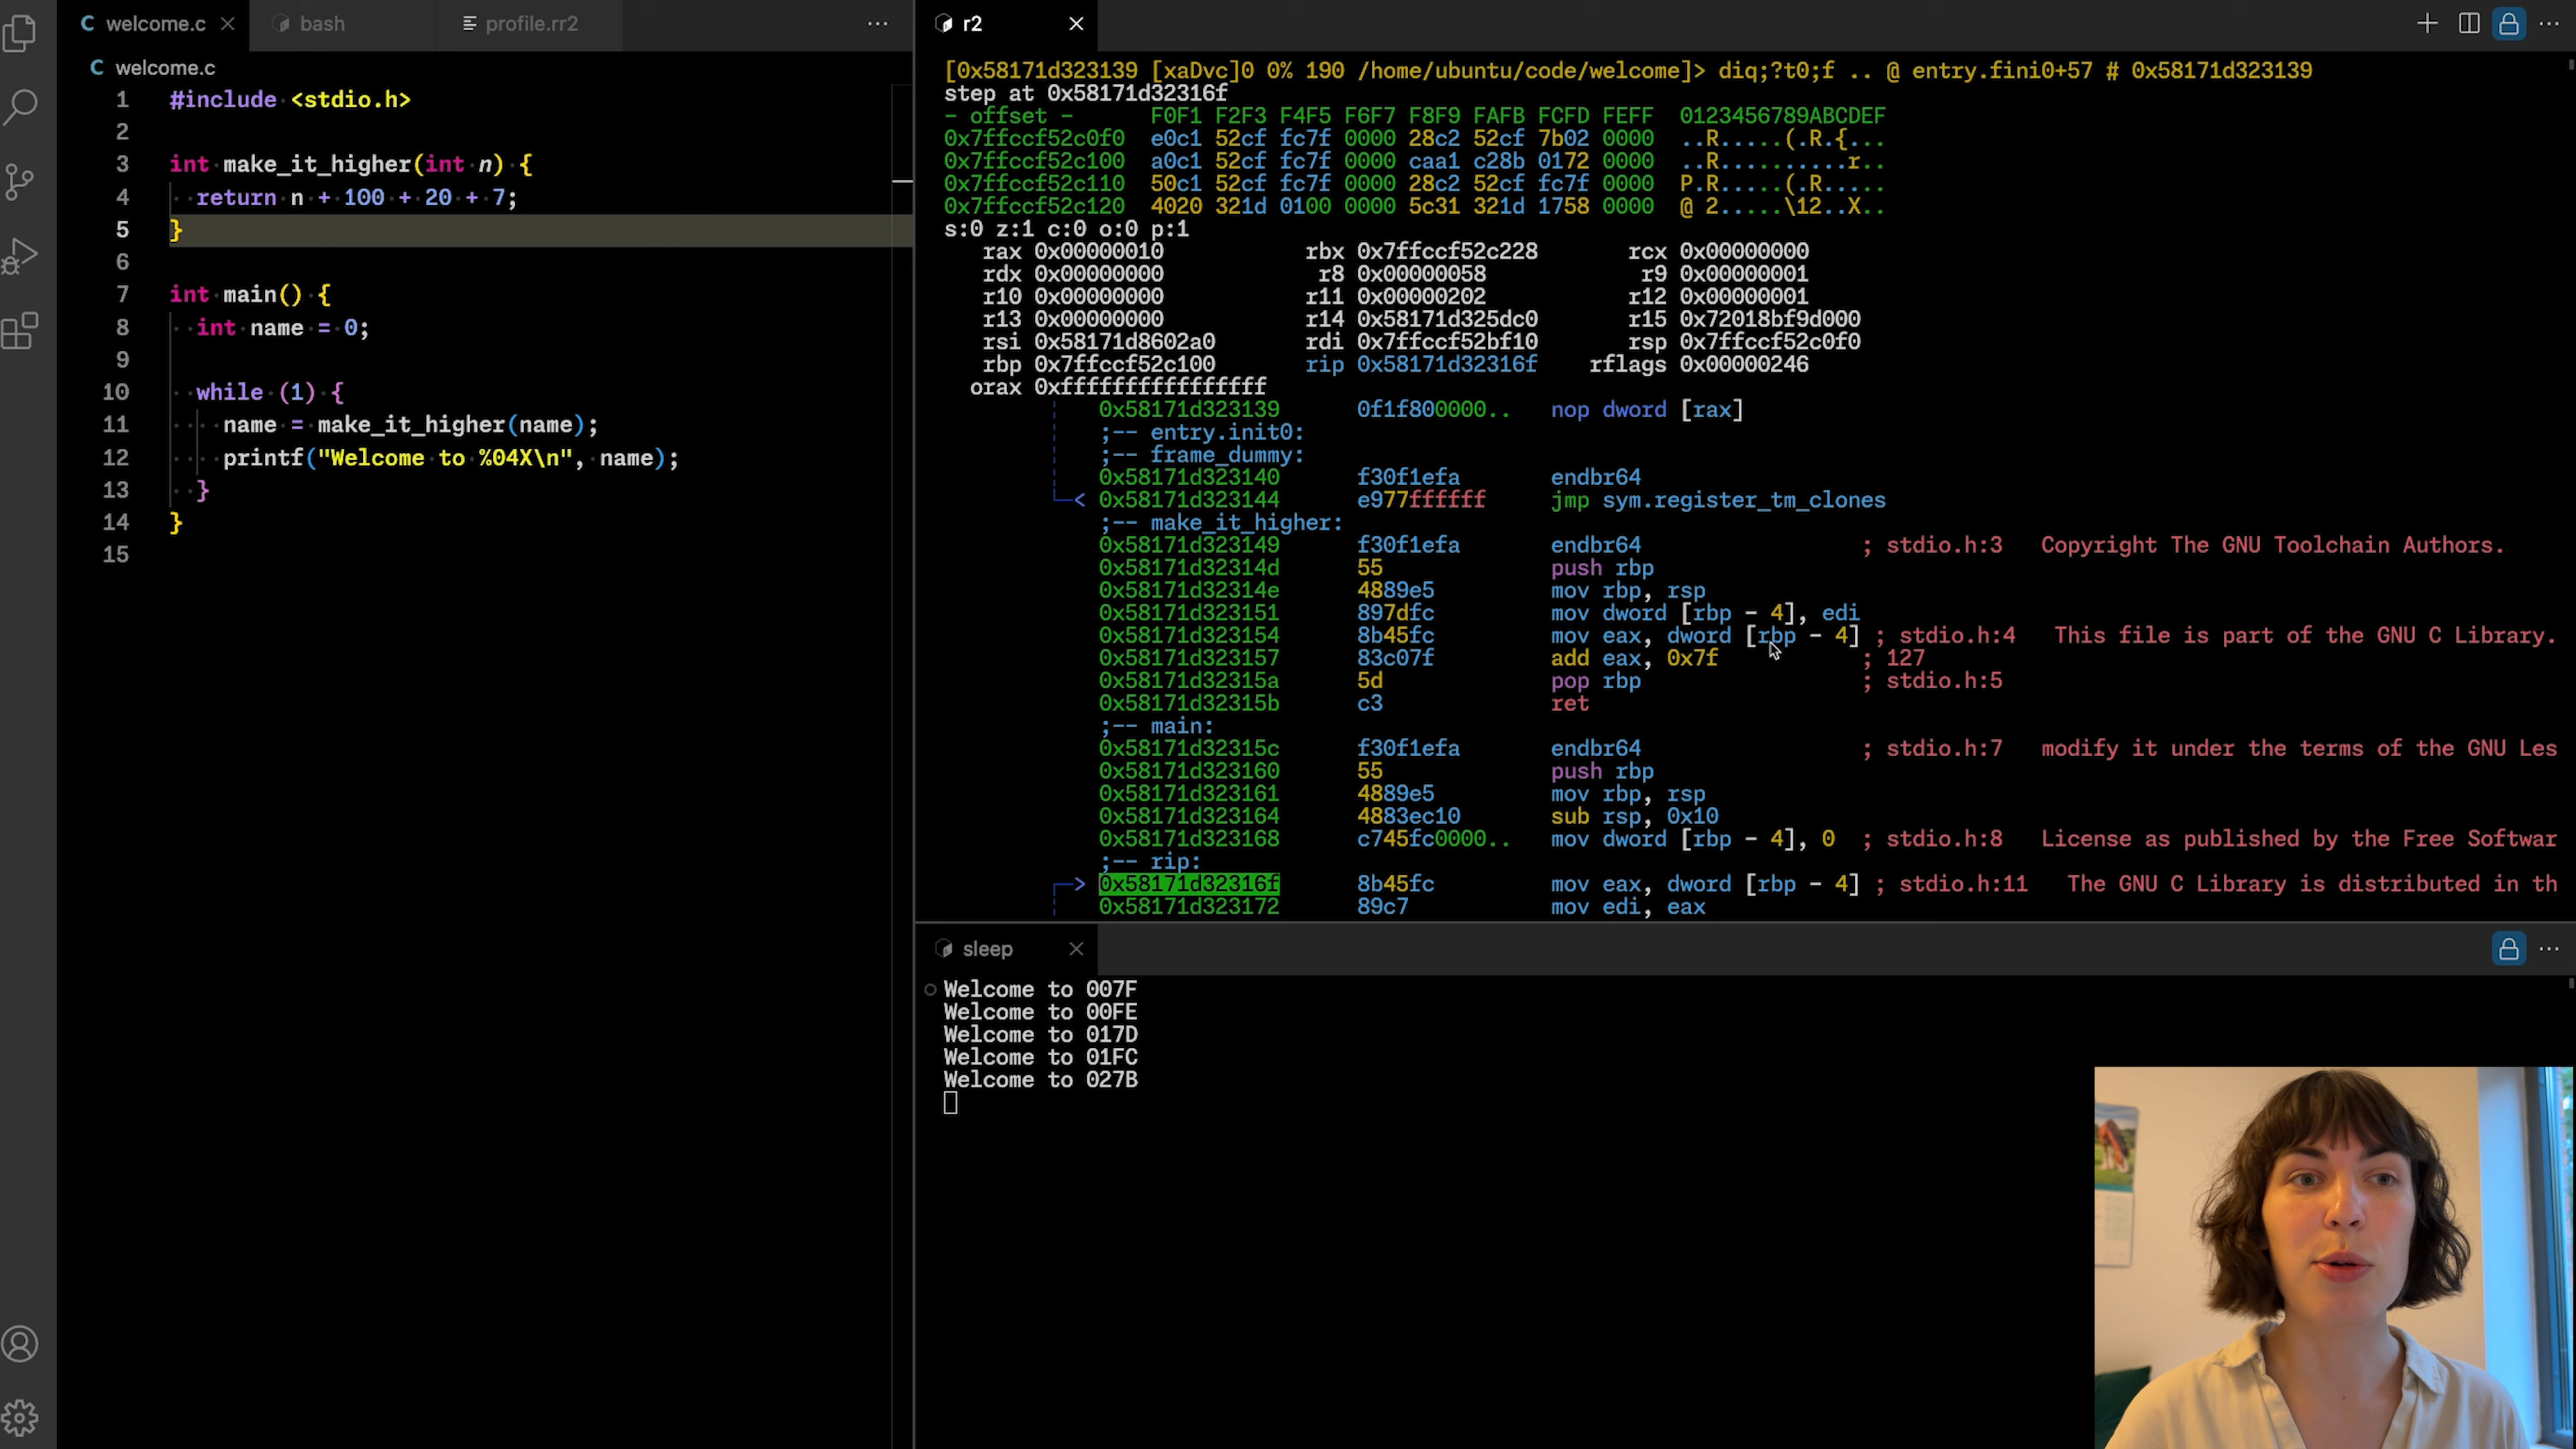 welcome.c
bash
profile.rr2
welcome.c
1 #include <stdio.h>
2
3 int make_it_higher(int n) {
4 return n + 100 + 20 + 7;
5 }
6
7 int main() {
8 int name = 0;
9
10 while (1) {
11 name = make_it_higher(name);
12 printf("Welcome to %04X\n", name);
13 }
14 }
15
r2
[0x58171d323139 [xaDvc]0 0% 190 /home/ubuntu/code/welcome]> diq;?t0;f .. @ entry.fini0+57 # 0x58171d323139
step at 0x58171d32316f
- offset - F0F1 F2F3 F4F5 F6F7 F8F9 FAFB FCFD FEFF 0123456789ABCDEF
0x7ffccf52c0f0 e0c1 52cf fc7f 0000 28c2 52cf 7b02 0000 ..R.....(.R.{...
0x7ffccf52c100 a0c1 52cf fc7f 0000 caa1 c28b 0172 0000 ..R..........r..
0x7ffccf52c110 50c1 52cf fc7f 0000 28c2 52cf fc7f 0000 P.R.....(.R.....
0x7ffccf52c120 4020 321d 0100 0000 5c31 321d 1758 0000 @ 2.....\12..X..
s:0 z:1 c:0 o:0 p:1
rax 0x00000010 rbx 0x7ffccf52c228 rcx 0x00000000
rdx 0x00000000 r8 0x00000058 r9 0x00000001
r10 0x00000000 r11 0x00000202 r12 0x00000001
r13 0x00000000 r14 0x58171d325dc0 r15 0x72018bf9d000
rsi 0x58171d8602a0 rdi 0x7ffccf52bf10 rsp 0x7ffccf52c0f0
rbp 0x7ffccf52c100 rip 0x58171d32316f rflags 0x00000246
orax 0xffffffffffffffff
0x58171d323139 0f1f800000.. nop dword [rax]
;-- entry.init0:
;-- frame_dummy:
0x58171d323140 f30f1efa endbr64
< 0x58171d323144 e977ffffff jmp sym.register_tm_clones
;-- make_it_higher:
0x58171d323149 f30f1efa endbr64 ; stdio.h:3 Copyright The GNU Toolchain Authors.
0x58171d32314d 55 push rbp
0x58171d32314e 4889e5 mov rbp, rsp
0x58171d323151 897dfc mov dword [rbp - 4], edi
0x58171d323154 8b45fc mov eax, dword [rbp - 4] ; stdio.h:4 This file is part of the GNU C Library.
0x58171d323157 83c07f add eax, 0x7f ; 127
0x58171d32315a 5d pop rbp ; stdio.h:5
0x58171d32315b c3 ret
;-- main:
0x58171d32315c f30f1efa endbr64 ; stdio.h:7 modify it under the terms of the GNU Les
0x58171d323160 55 push rbp
0x58171d323161 4889e5 mov rbp, rsp
0x58171d323164 4883ec10 sub rsp, 0x10
0x58171d323168 c745fc0000.. mov dword [rbp - 4], 0 ; stdio.h:8 License as published by the Free Softwar
;-- rip:
> 0x58171d32316f 8b45fc mov eax, dword [rbp - 4] ; stdio.h:11 The GNU C Library is distributed in th
0x58171d323172 89c7 mov edi, eax
sleep
Welcome to 007F
Welcome to 00FE
Welcome to 017D
Welcome to 01FC
Welcome to 027B